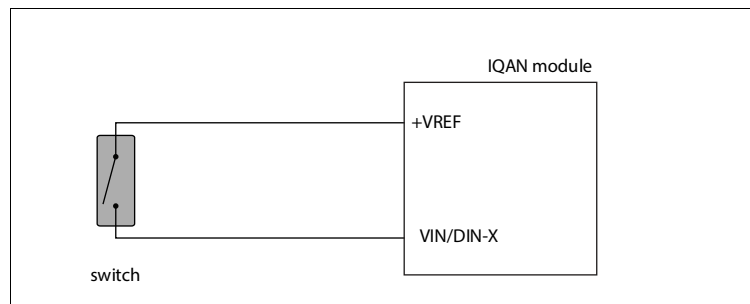 IQAN module
+VREF
VIN/DIN-X
switch